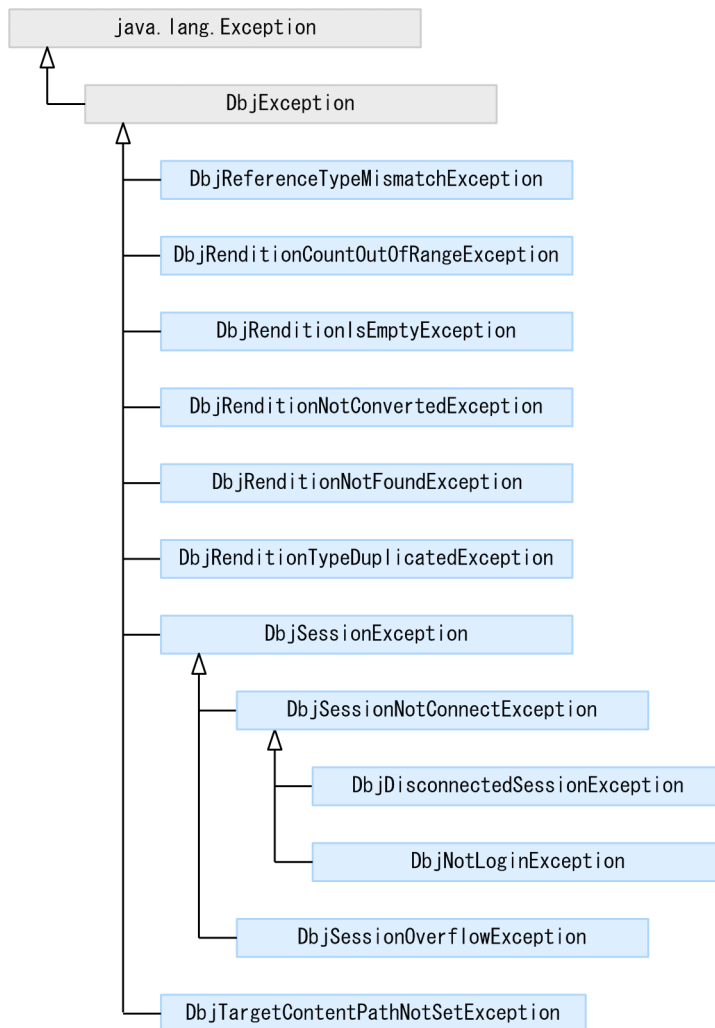 java.lang.Exception
DbjException
DbjReferenceTypeMismatchException
DbjRenditionCountOutOfRangeException
DbjRenditionIsEmptyException
DbjRenditionNotConvertedException
DbjRenditionNotFoundException
DbjRenditionTypeDuplicatedException
DbjSessionException
DbjSessionNotConnectException
DbjDisconnectedSessionException
DbjNotLoginException
DbjSessionOverflowException
DbjTargetContentPathNotSetException